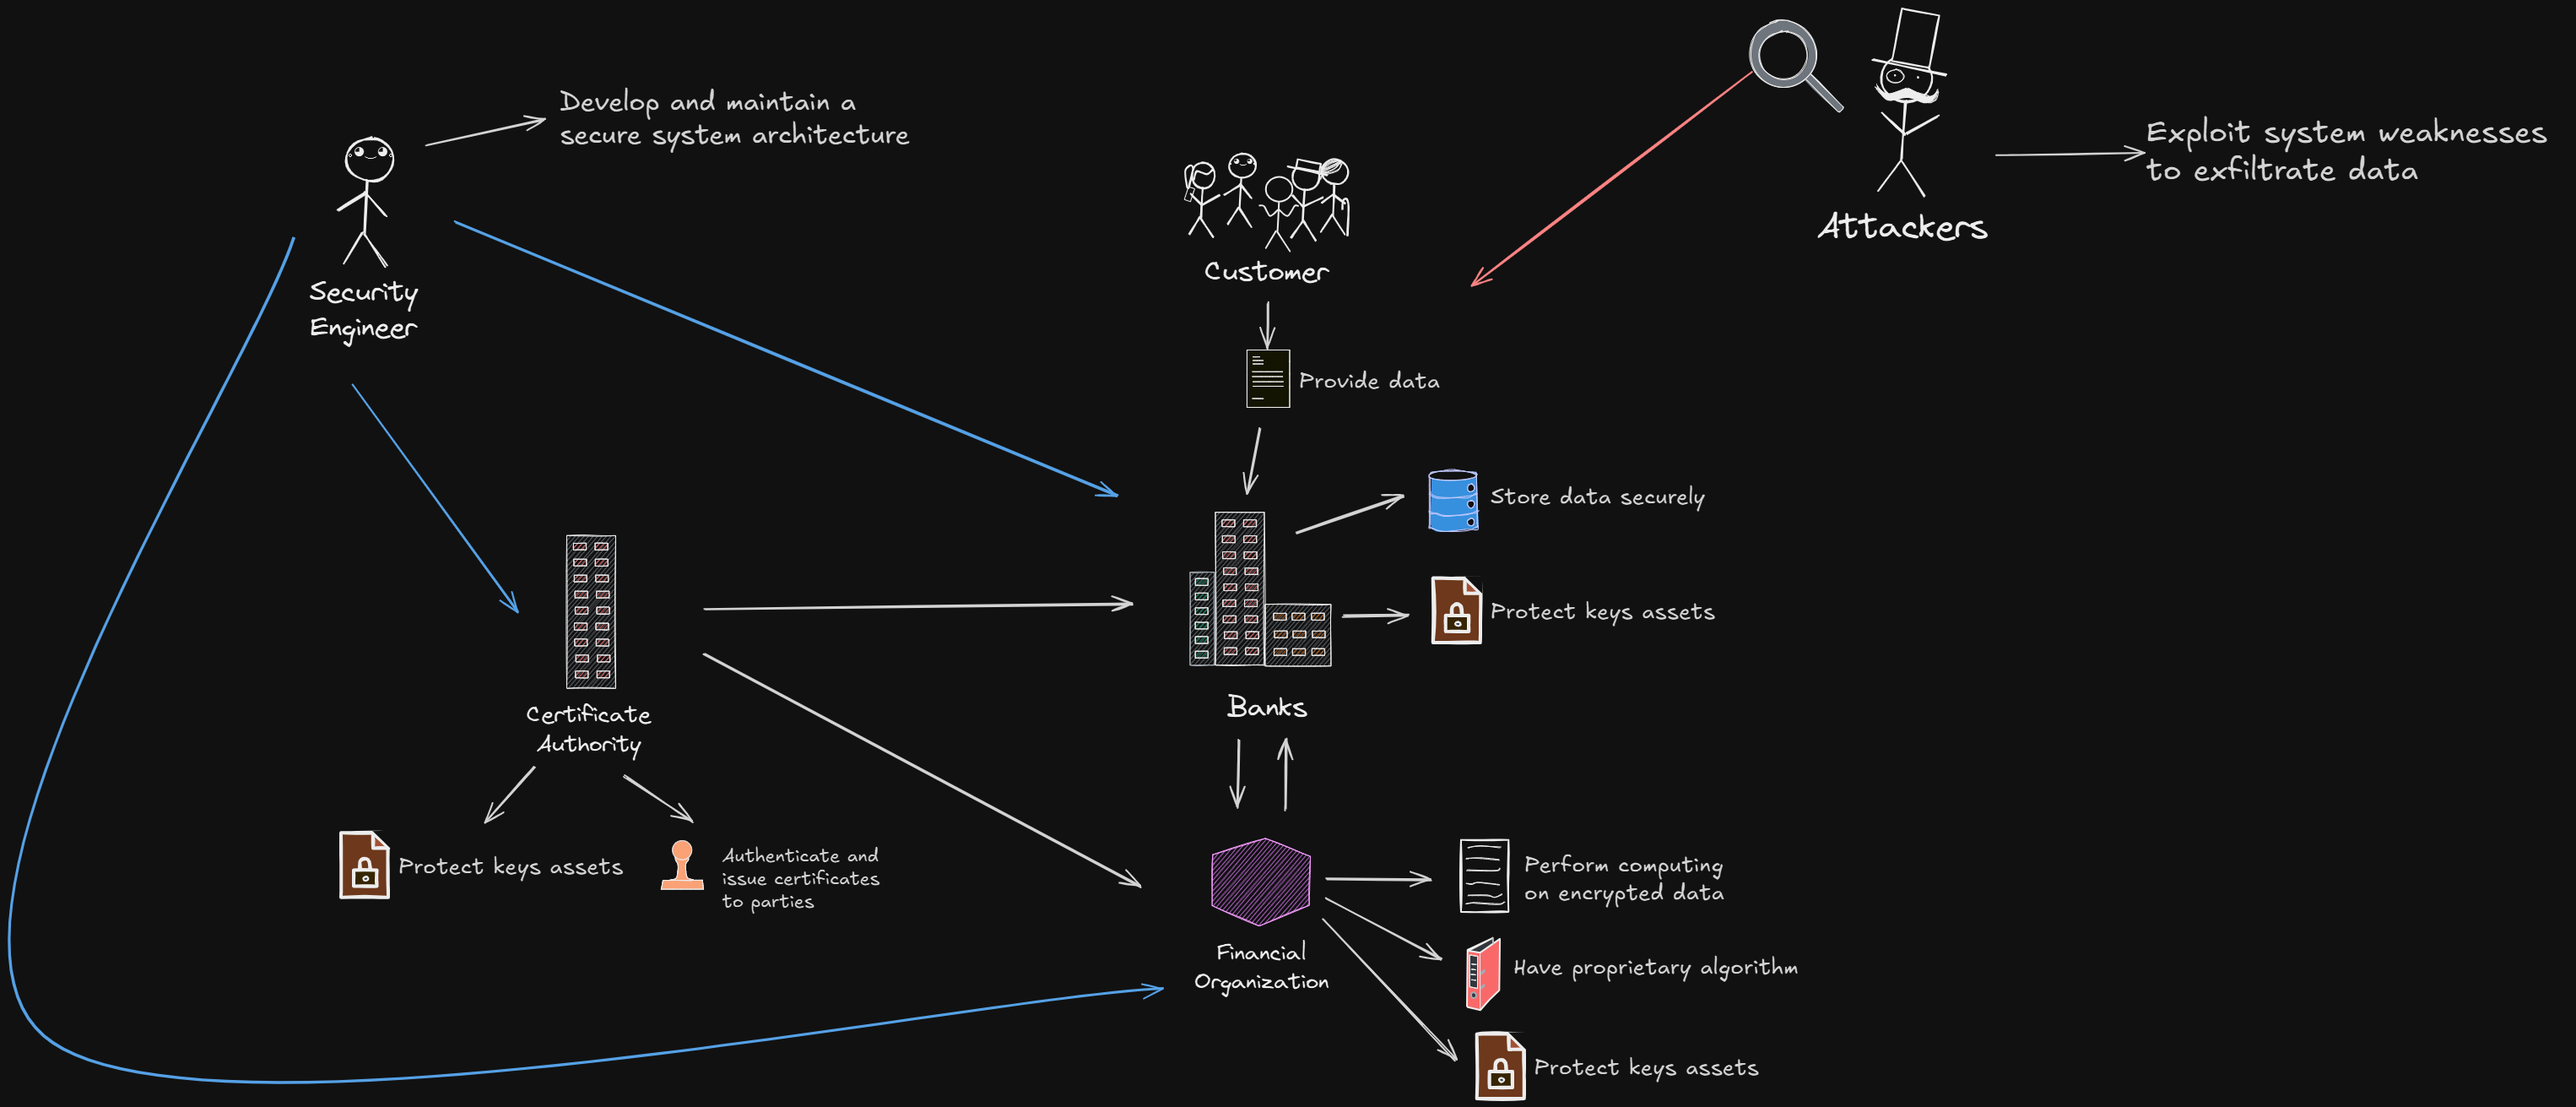 Develop and maintain a
secure system architecture
Security
Engineer
Customer
Provide data
Attackers
Exploit system weaknesses
to exfiltrate data
Store data securely
Protect keys assets
Banks
Certificate
Authority
Protect keys assets
Authenticate and
issue certificates
to parties
Financial
Organization
Perform computing
on encrypted data
Have proprietary algorithm
Protect keys assets